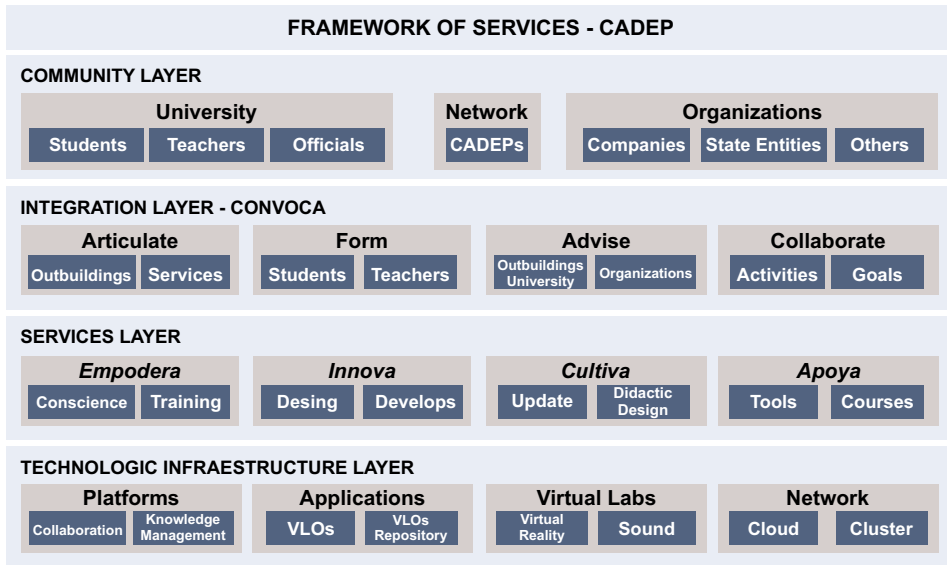 FRAMEWORK OF SERVICES - CADEP
COMMUNITY LAYER
University
Students
Teachers
Officials
Network
CADEPs
Organizations
Companies
State Entities
Others
INTEGRATION LAYER - CONVOCA
Articulate
Outbuildings
Services
Form
Students
Teachers
Advise
Outbuildings
University
Organizations
Collaborate
Activities
Goals
SERVICES LAYER
Empodera
Conscience
Training
Innova
Desing
Develops
Cultiva
Update
Didactic
Design
Apoya
Tools
Courses
TECHNOLOGIC INFRAESTRUCTURE LAYER
Platforms
Collaboration
Knowledge
Management
Applications
VLOs
VLOs
Repository
Virtual Labs
Virtual
Reality
Sound
Network
Cloud
Cluster